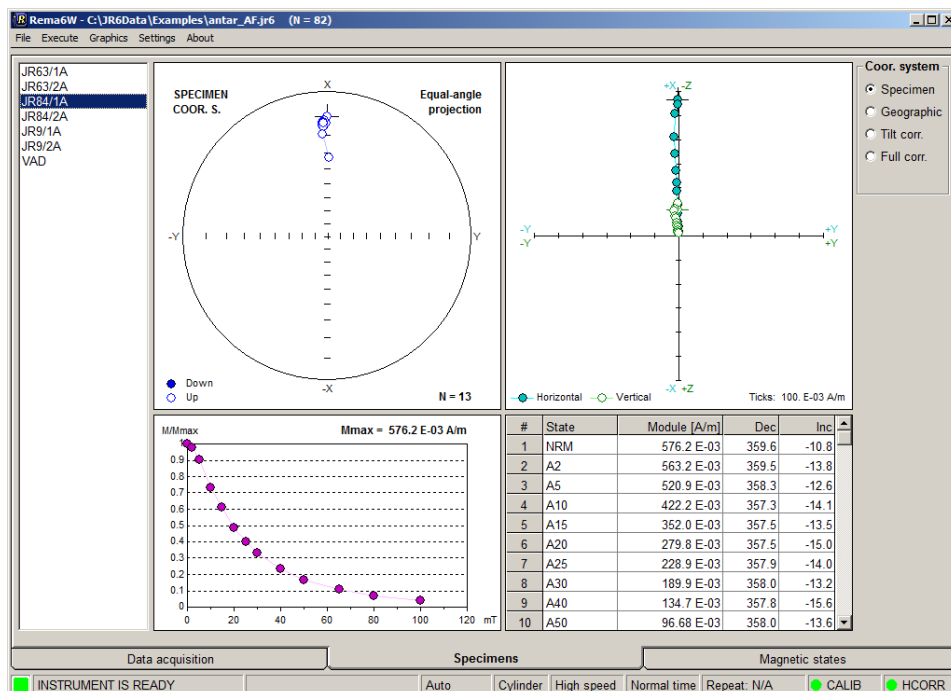 Rema6W - C:\JR6Data\Examples\antar_AF.jr6 (N = 82)
File Execute Graphics Settings About
JR63/1A
JR63/2A
JR84/1A
JR84/2A
JR9/1A
JR9/2A
VAD
SPECIMEN
COOR. S.
Equal-angle
projection
X
-Y
Y
-X
Down
Up
N = 13
+X -Z
-Y
-Y
+Y
+Y
-X +Z
Horizontal Vertical Ticks: 100. E-03 A/m
Coor. system
Specimen
Geographic
Tilt corr.
Full corr.
M/Mmax
Mmax = 576.2 E-03 A/m
1
0.9
0.8
0.7
0.6
0.5
0.4
0.3
0.2
0.1
0
0 20 40 60 80 100 120 mT
# State Module [A/m] Dec Inc
1 NRM 576.2 E-03 359.6 -10.8
2 A2 563.2 E-03 359.5 -13.8
3 A5 520.9 E-03 358.3 -12.6
4 A10 422.2 E-03 357.3 -14.1
5 A15 352.0 E-03 357.5 -13.5
6 A20 279.8 E-03 357.5 -15.0
7 A25 228.9 E-03 357.9 -14.0
8 A30 189.9 E-03 358.0 -13.2
9 A40 134.7 E-03 357.8 -15.6
10 A50 96.68 E-03 358.0 -13.6
Data acquisition Specimens Magnetic states
INSTRUMENT IS READY Auto Cylinder High speed Normal time Repeat: N/A CALIB HCORR